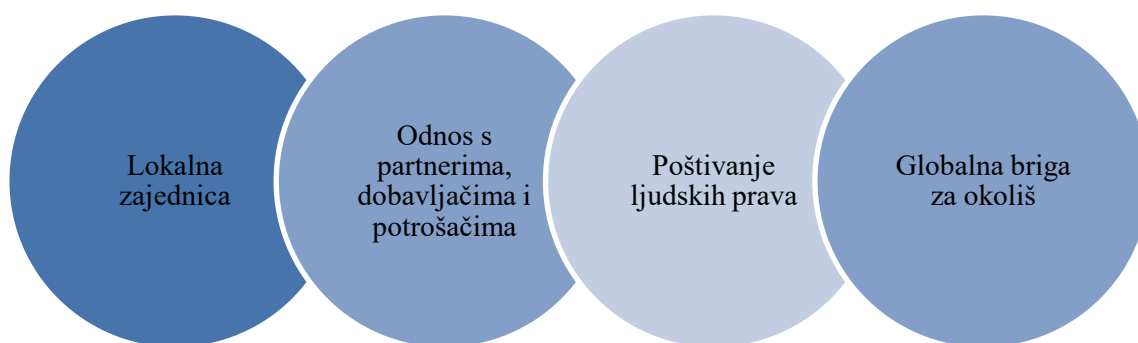 Lokalna
zajednica
Odnos s
partnerima,
dobavljačima i
potrošačima
Poštivanje
ljudskih prava
Globalna briga
za okoliš